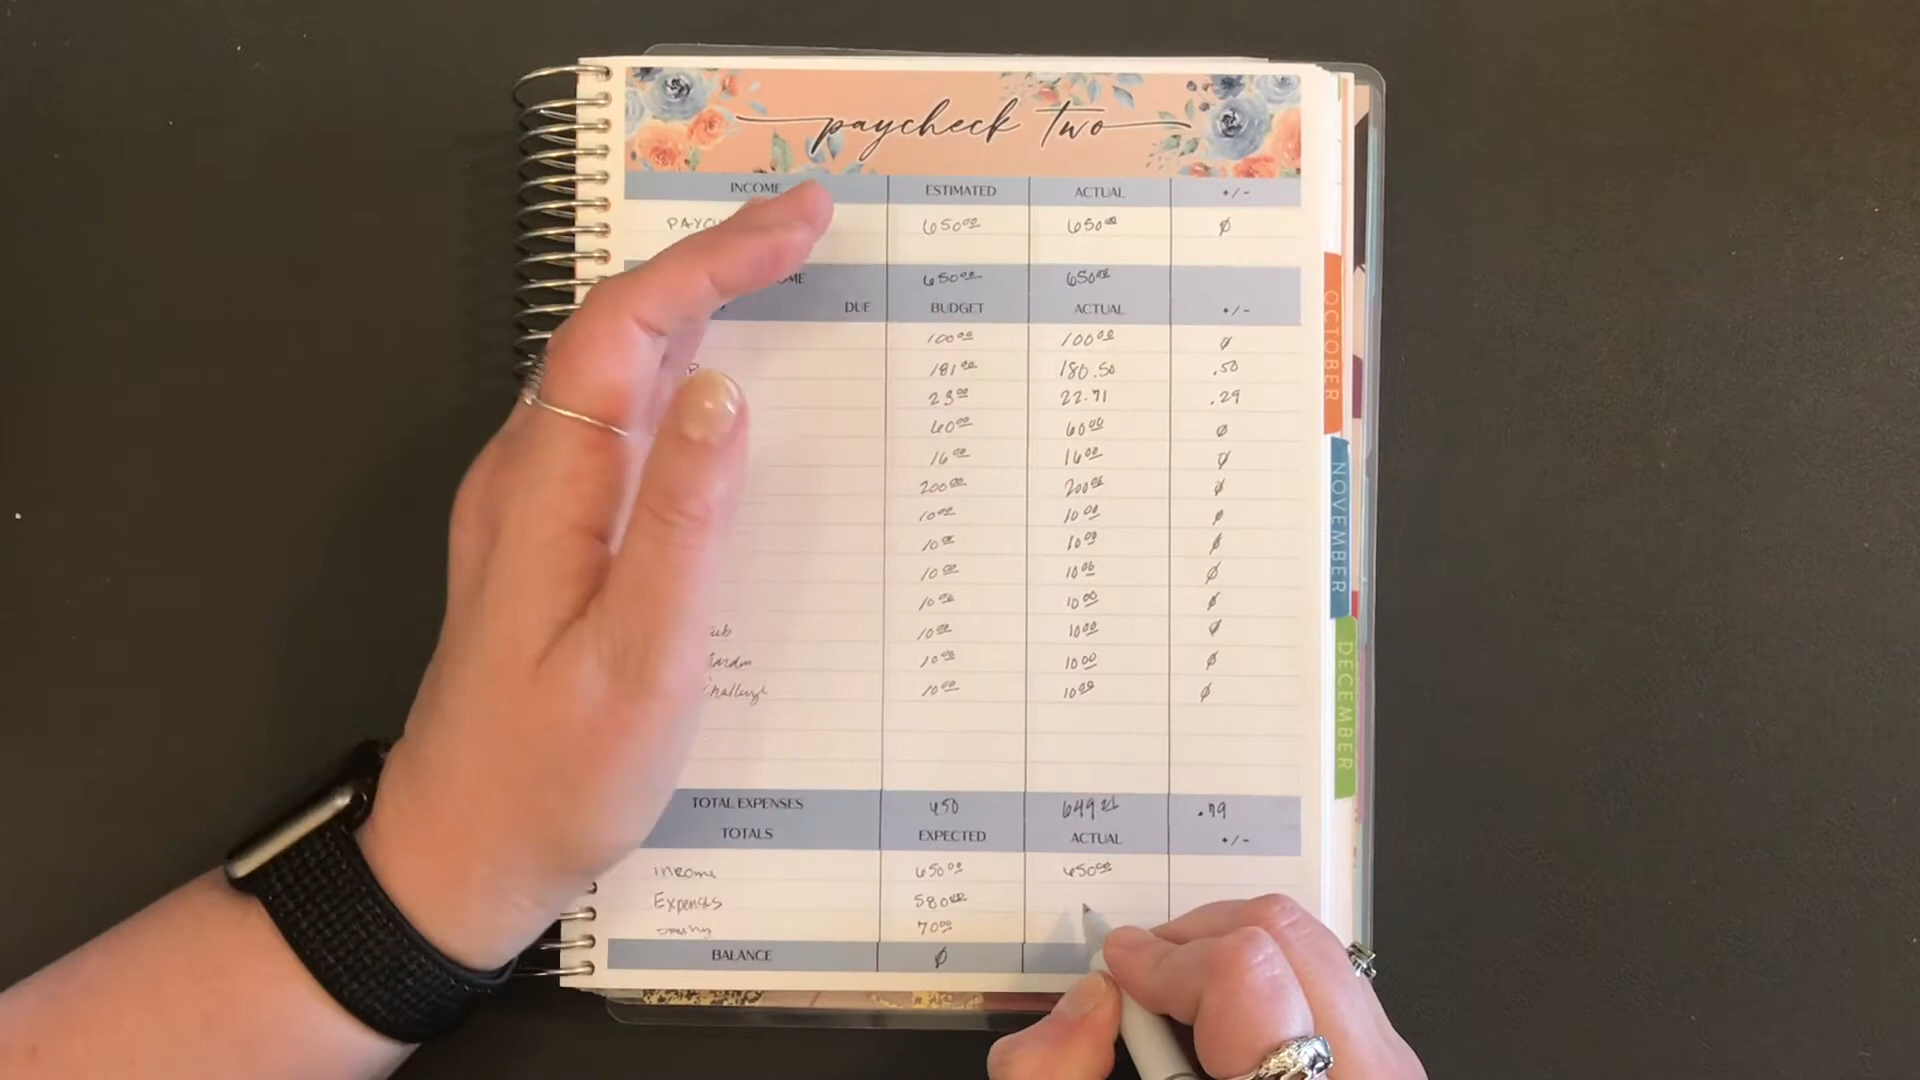 paycheck two
INCOME ESTIMATED ACTUAL +/-
650.00 650.00 ∅
650.00 650.00
DUE BUDGET ACTUAL +/-
100.00 100.00 ∅
181.00 180.50 .50
23.00 22.71 .29
60.00 60.00 ∅
16.00 16.00 ∅
200.00 200.00 ∅
10.00 10.00 ∅
10.00 10.00 ∅
10.00 10.00 ∅
10.00 10.00 ∅
10.00 10.00 ∅
10.00 10.00 ∅
Challenge 10.00 10.00 ∅
TOTAL EXPENSES 650 649.21 .79
TOTALS EXPECTED ACTUAL +/-
Income 650.00 650.00
Expenses 580.00
70.00
BALANCE ∅
OCTOBER
NOVEMBER
DECEMBER